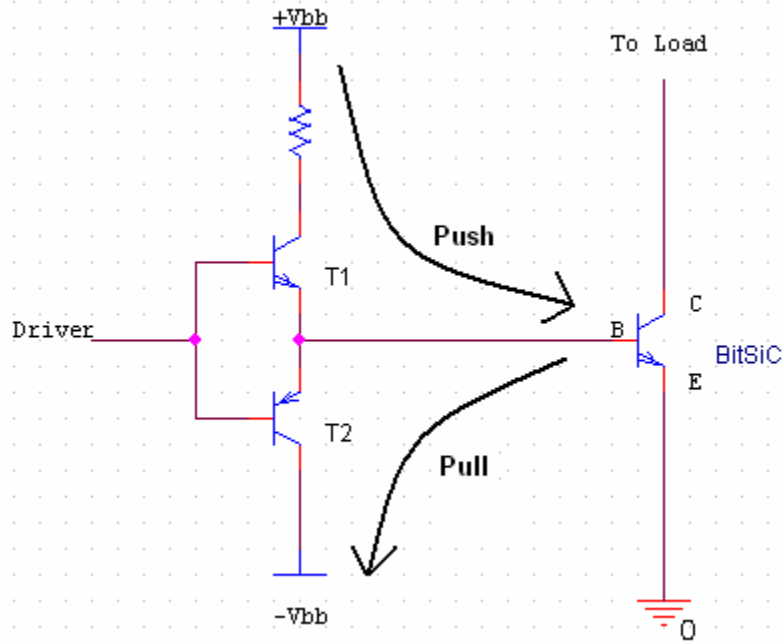 +Vbb
To Load
Push
T1
C
Driver
B
BitSiC
E
T2
Pull
-Vbb
0